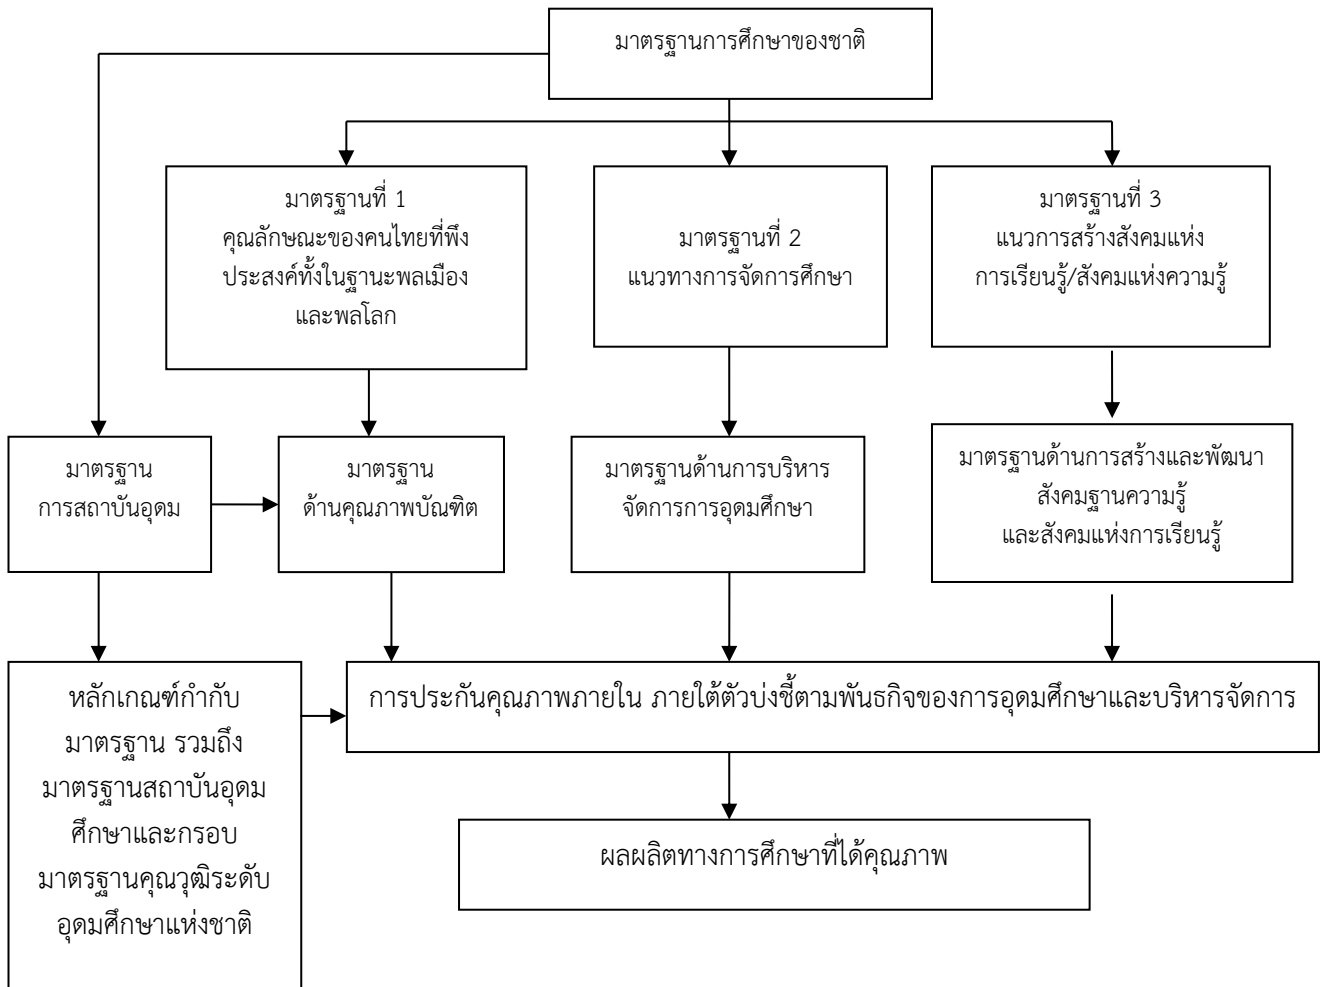 มาตรฐานการศึกษาของชาติ
มาตรฐานที่ 1
คุณลักษณะของคนไทยที่พึง
ประสงค์ทั้งในฐานะพลเมือง
และพลโลก
มาตรฐานที่ 2
แนวทางการจัดการศึกษา
มาตรฐานที่ 3
แนวการสร้างสังคมแห่ง
การเรียนรู้/สังคมแห่งความรู้
มาตรฐาน
การสถาบันอุดม
มาตรฐาน
ด้านคุณภาพบัณฑิต
มาตรฐานด้านการบริหาร
จัดการการอุดมศึกษา
มาตรฐานด้านการสร้างและพัฒนา
สังคมฐานความรู้
และสังคมแห่งการเรียนรู้
หลักเกณฑ์กำกับ
มาตรฐาน รวมถึง
มาตรฐานสถาบันอุดม
ศึกษาและกรอบ
มาตรฐานคุณวุฒิระดับ
อุดมศึกษาแห่งชาติ
การประกันคุณภาพภายใน ภายใต้ตัวบ่งชี้ตามพันธกิจของการอุดมศึกษาและบริหารจัดการ
ผลผลิตทางการศึกษาที่ได้คุณภาพ